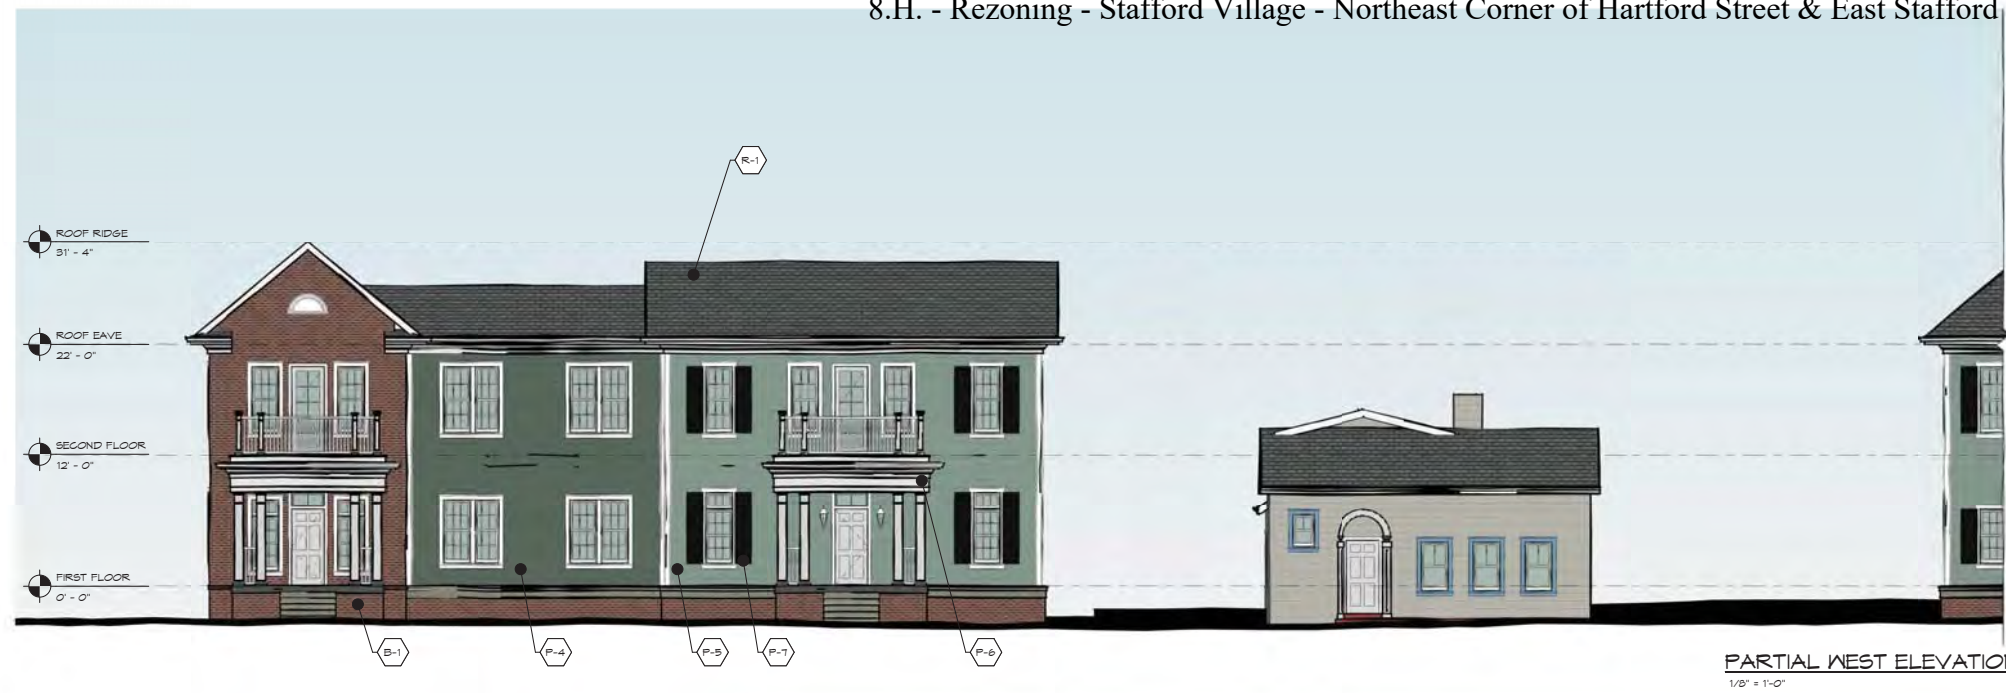 8.H. - Rezoning - Stafford Village - Northeast Corner of Hartford Street & East Stafford
R-1
ROOF RIDGE
31' - 4"
ROOF EAVE
22' - 0"
SECOND FLOOR
12' - 0"
FIRST FLOOR
0' - 0"
B-1
P-4
P-5
P-7
P-6
PARTIAL WEST ELEVATION
1/8" = 1'-0"